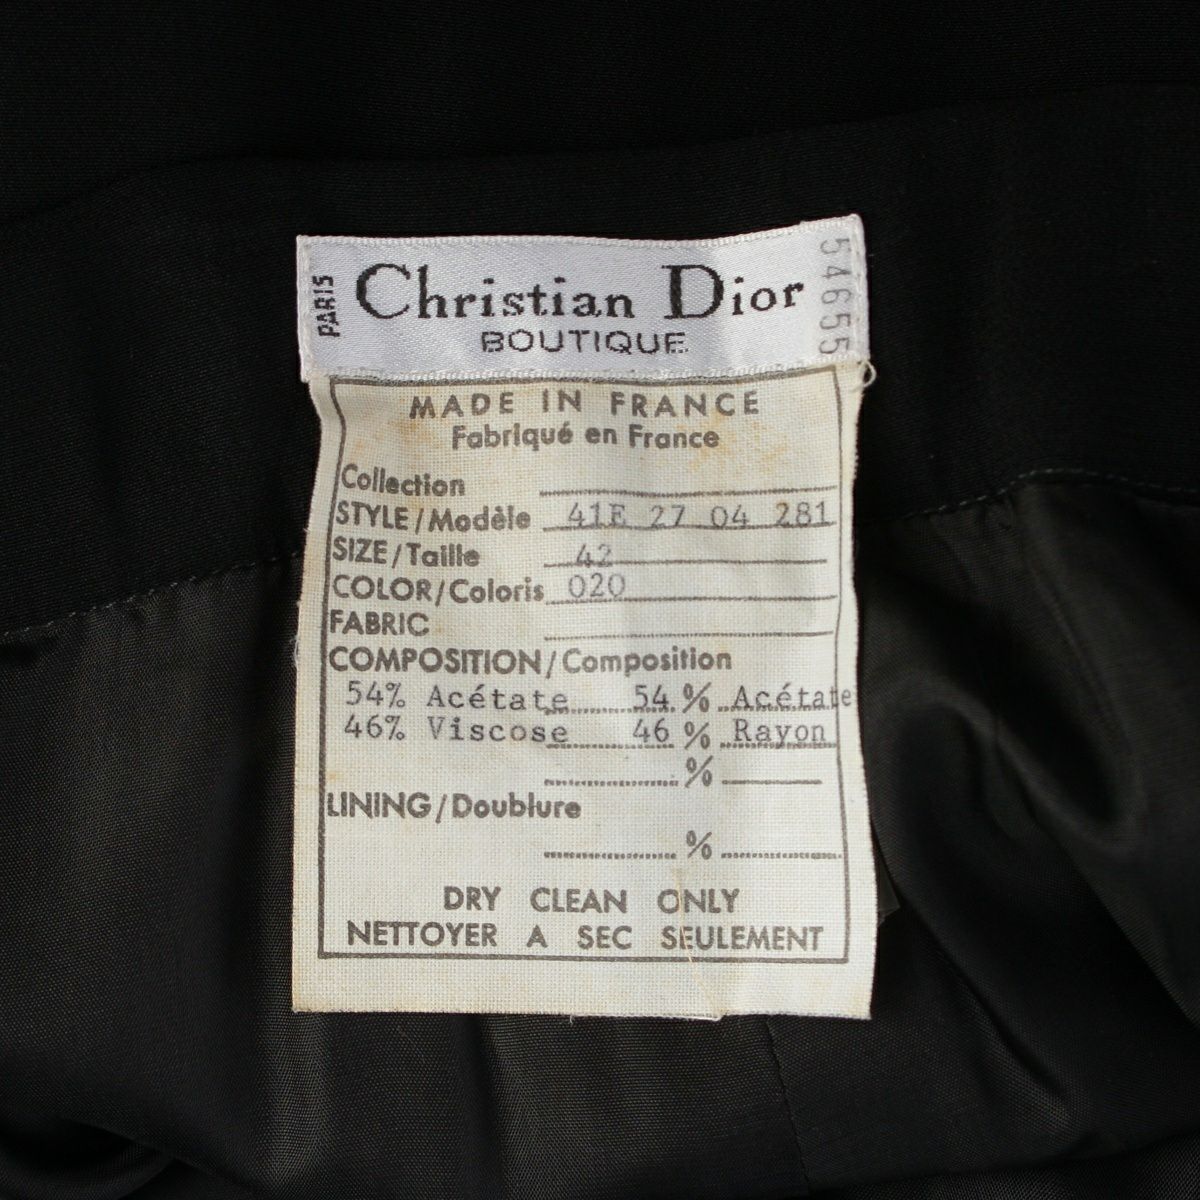 PARIS
Christian Dior
BOUTIQUE
54655
MADE IN FRANCE
Fabriqué en France
Collection
STYLE/Modèle 41E 27 04 281
SIZE/Taille 42
COLOR/Coloris 020
FABRIC
COMPOSITION/Composition
54% Acétate 54 % Acétate
46% Viscose 46 % Rayon
%
LINING/Doublure
%
DRY CLEAN ONLY
NETTOYER A SEC SEULEMENT